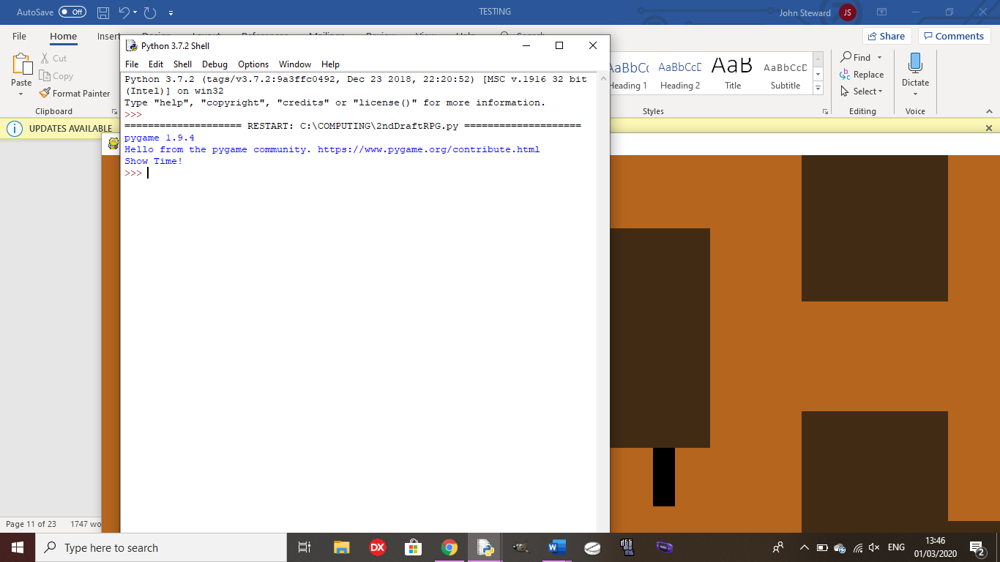 AutoSave Off TESTING John Steward JS
File Home Insert Search Share Comments
Python 3.7.2 Shell
File Edit Shell Debug Options Window Help
Python 3.7.2 (tags/v3.7.2:9a3ffc0492, Dec 23 2018, 22:20:52) [MSC v.1916 32 bit
(Intel)] on win32
Type "help", "copyright", "credits" or "license()" for more information.
>>>
==================== RESTART: C:\COMPUTING\2ndDraftRPG.py ====================
pygame 1.9.4
Hello from the pygame community. https://www.pygame.org/contribute.html
Show Time!
>>>
Paste
Cut
Copy
Format Painter
Clipboard
AaBbCc AaBbCcD AaB AaBbCcD
Heading 1 Heading 2 Title Subtitle
Styles
Find
Replace
Select
Editing
Dictate
Voice
UPDATES AVAILABLE
Page 11 of 23 1747 wo
Type here to search
DX
ENG
13:46
01/03/2020
2